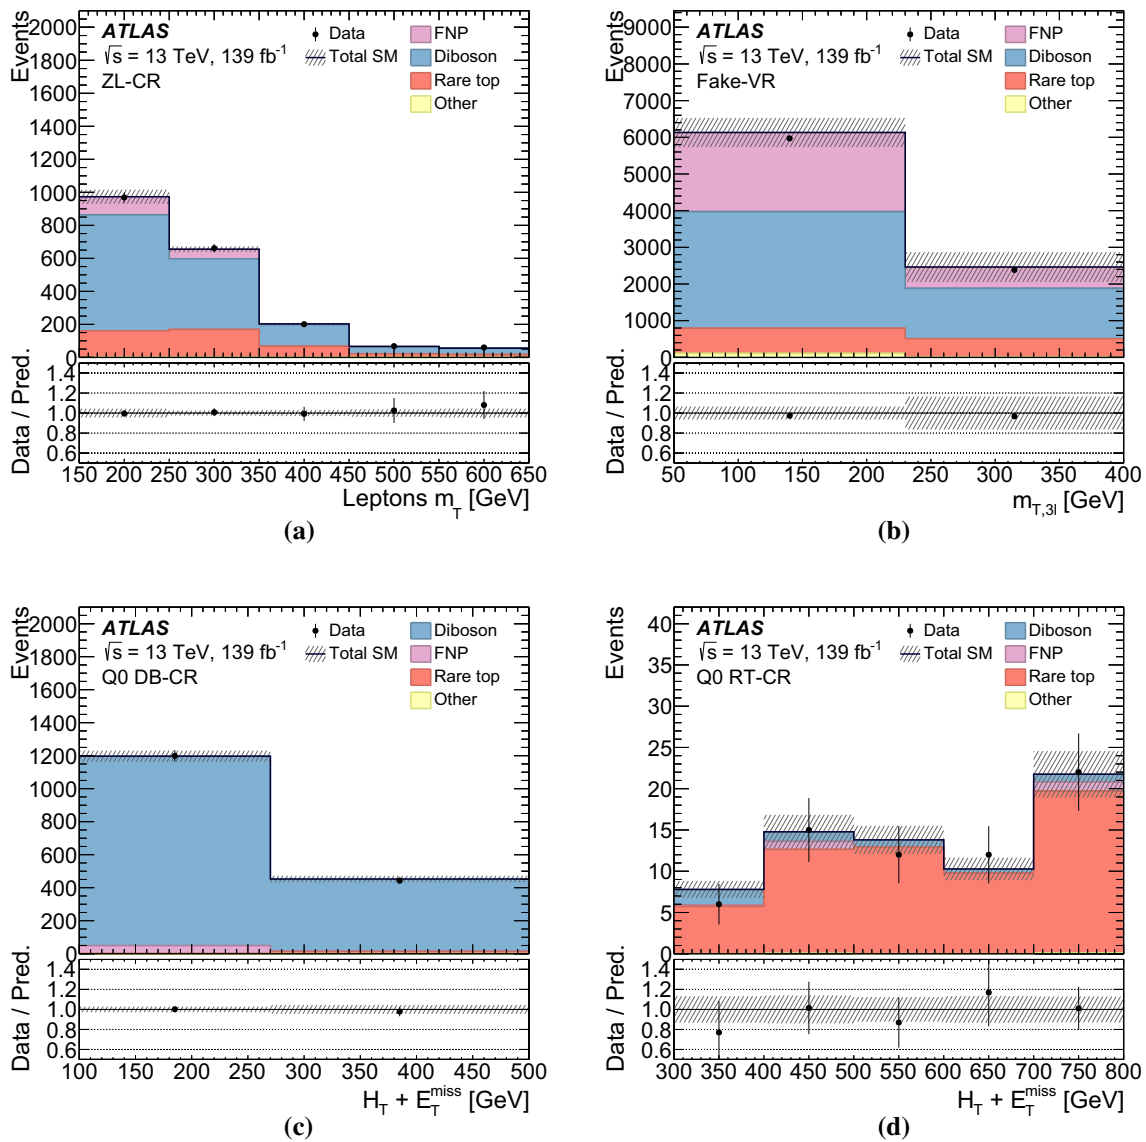 Events
2000
1800
1600
1400
1200
1000
800
600
400
200
0
ATLAS
√s = 13 TeV, 139 fb-1
ZL-CR
Data
Total SM
FNP
Diboson
Rare top
Other
Data / Pred.
1.4
1.2
1.0
0.8
0.6
150 200 250 300 350 400 450 500 550 600 650
Leptons mT [GeV]
(a)
Events
9000
8000
7000
6000
5000
4000
3000
2000
1000
0
ATLAS
√s = 13 TeV, 139 fb-1
Fake-VR
Data
Total SM
FNP
Diboson
Rare top
Other
Data / Pred.
1.4
1.2
1.0
0.8
0.6
50 100 150 200 250 300 350 400
mT,3l [GeV]
(b)
Events
2000
1800
1600
1400
1200
1000
800
600
400
200
0
ATLAS
√s = 13 TeV, 139 fb-1
Q0 DB-CR
Data
Total SM
Diboson
FNP
Rare top
Other
Data / Pred.
1.4
1.2
1.0
0.8
0.6
100 150 200 250 300 350 400 450 500
HT + ETmiss [GeV]
(c)
Events
40
35
30
25
20
15
10
5
0
ATLAS
√s = 13 TeV, 139 fb-1
Q0 RT-CR
Data
Total SM
Diboson
FNP
Rare top
Other
Data / Pred.
1.4
1.2
1.0
0.8
0.6
300 350 400 450 500 550 600 650 700 750 800
HT + ETmiss [GeV]
(d)